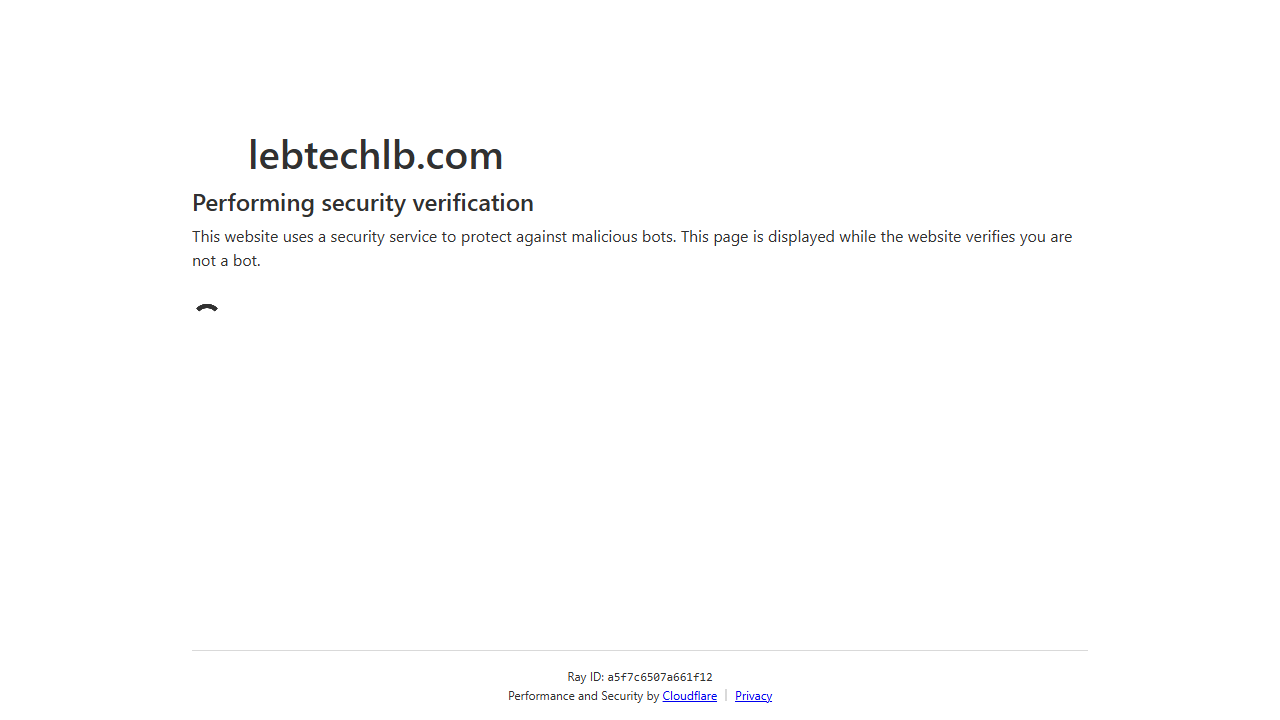 lebtechlb.com
Performing security verification
This website uses a security service to protect against malicious bots. This page is displayed while the website verifies you are
not a bot.
Ray ID: a5f7c6507a661f12
Performance and Security by Cloudflare | Privacy